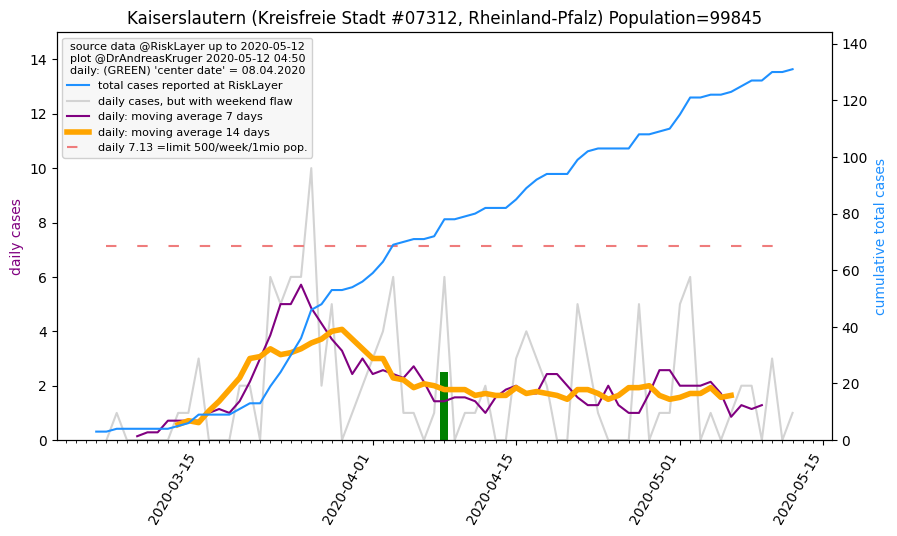 Kaiserslautern (Kreisfreie Stadt #07312, Rheinland-Pfalz) Population=99845
source data @RiskLayer up to 2020-05-12
plot @DrAndreasKruger 2020-05-12 04:50
daily: (GREEN) 'center date' = 08.04.2020
total cases reported at RiskLayer
daily cases, but with weekend flaw
daily: moving average 7 days
daily: moving average 14 days
daily 7.13 =limit 500/week/1mio pop.
daily cases
14
12
10
8
6
4
2
0
cumulative total cases
140
120
100
80
60
40
20
0
2020-03-15
2020-04-01
2020-04-15
2020-05-01
2020-05-15